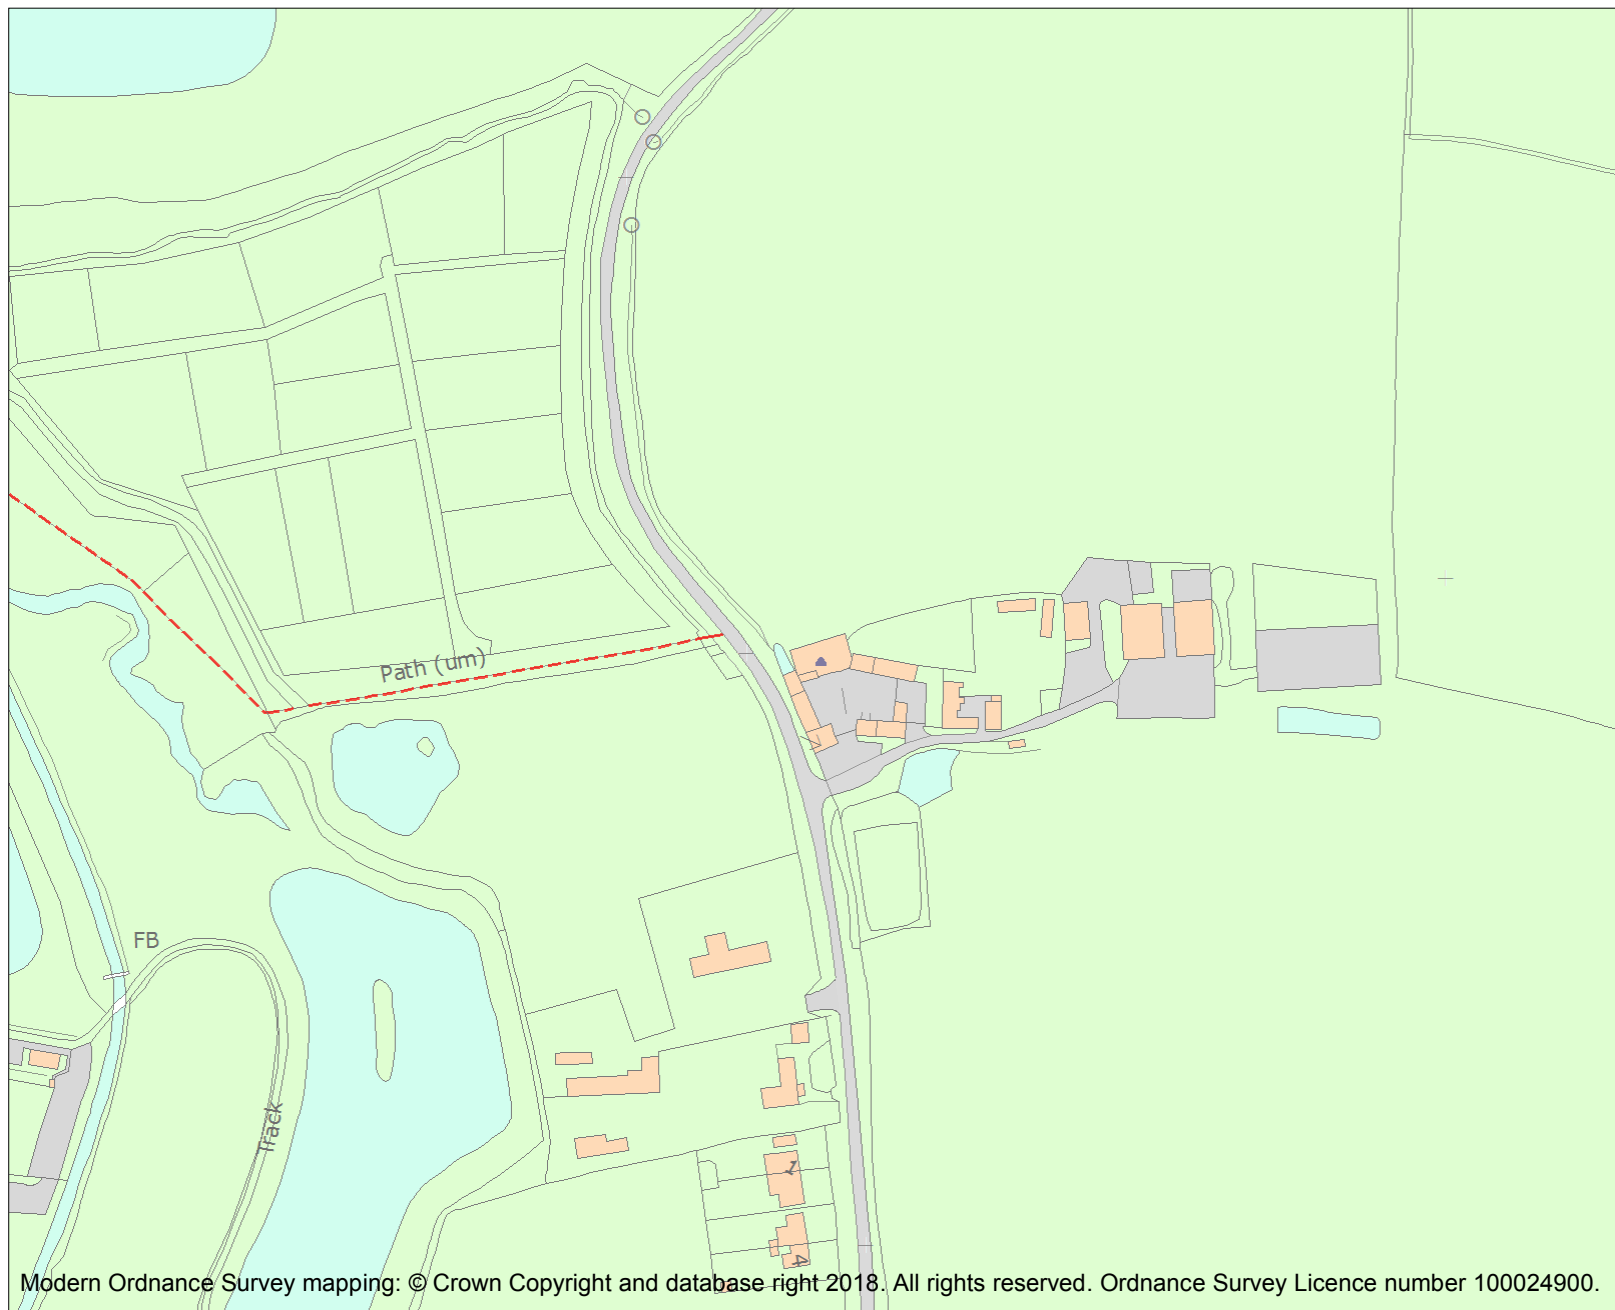 Path (um)
FB
Track
1
4
Modern Ordnance Survey mapping: © Crown Copyright and database right 2018. All rights reserved. Ordnance Survey Licence number 100024900.